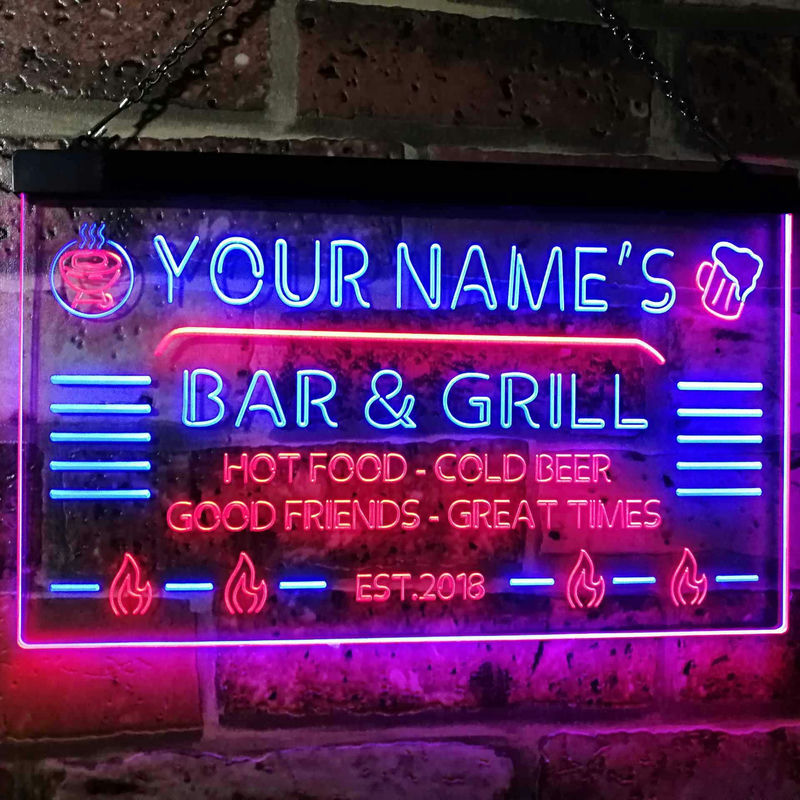 YOUR NAME'S
BAR & GRILL
HOT FOOD - COLD BEER
GOOD FRIENDS - GREAT TIMES
EST.2018